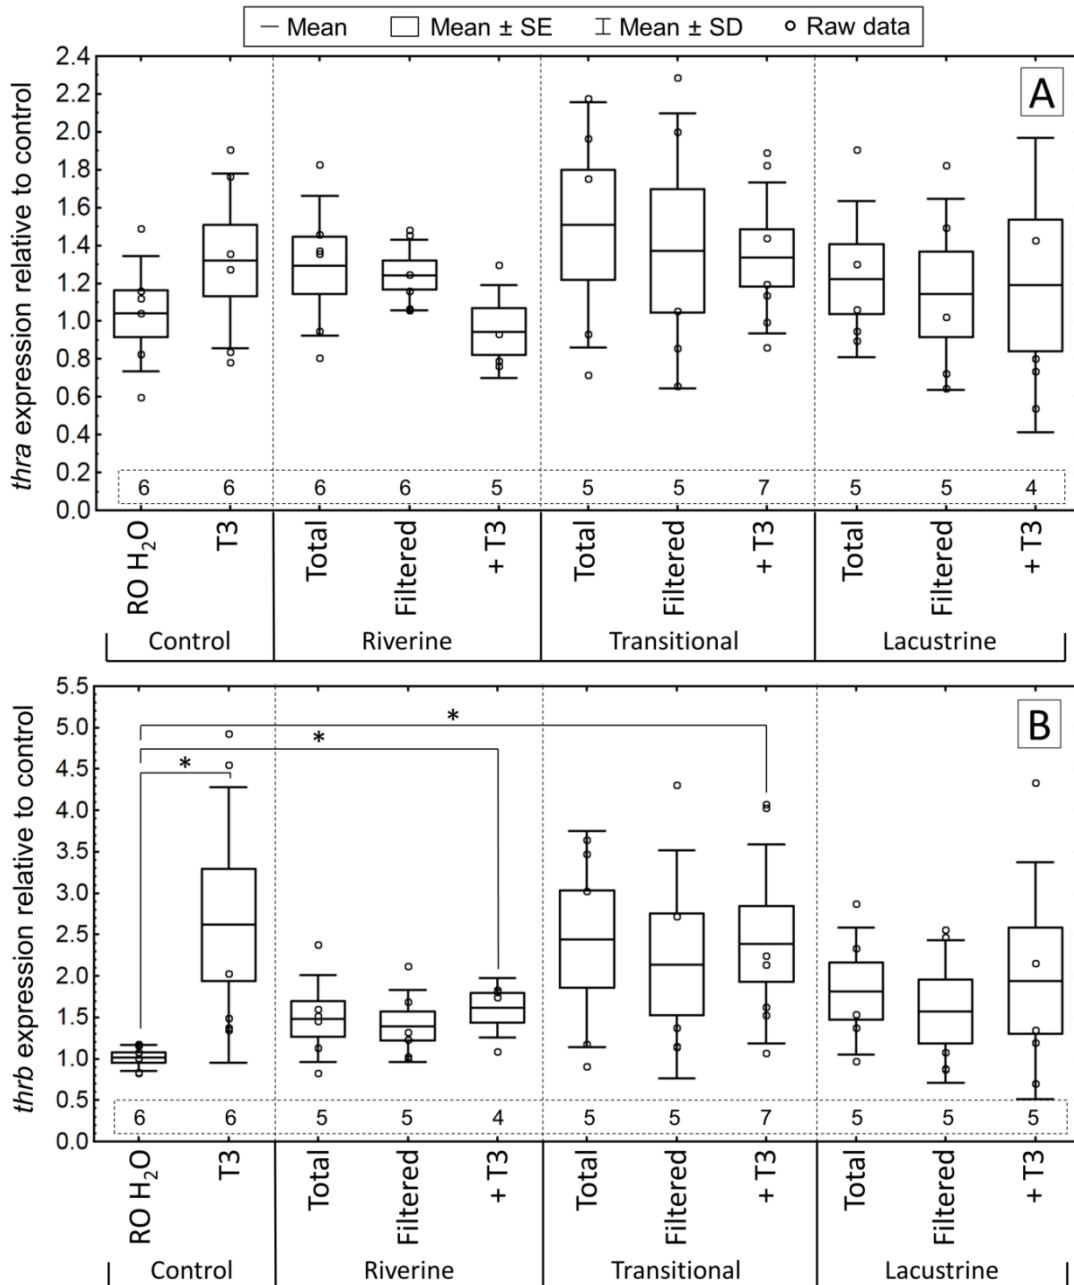 — Mean Mean ± SE Mean ± SD Raw data
A
thra expression relative to control
2.4
2.2
2.0
1.8
1.6
1.4
1.2
1.0
0.8
0.6
0.4
0.2
0.0
6 6 6 6 5 5 5 7 5 5 4
RO H₂O T3 Total Filtered + T3 Total Filtered + T3 Total Filtered + T3
Control Riverine Transitional Lacustrine
B
thrb expression relative to control
5.5
5.0
4.5
4.0
3.5
3.0
2.5
2.0
1.5
1.0
0.5
0.0
*
*
*
6 6 5 5 4 5 5 7 5 5 5
RO H₂O T3 Total Filtered + T3 Total Filtered + T3 Total Filtered + T3
Control Riverine Transitional Lacustrine